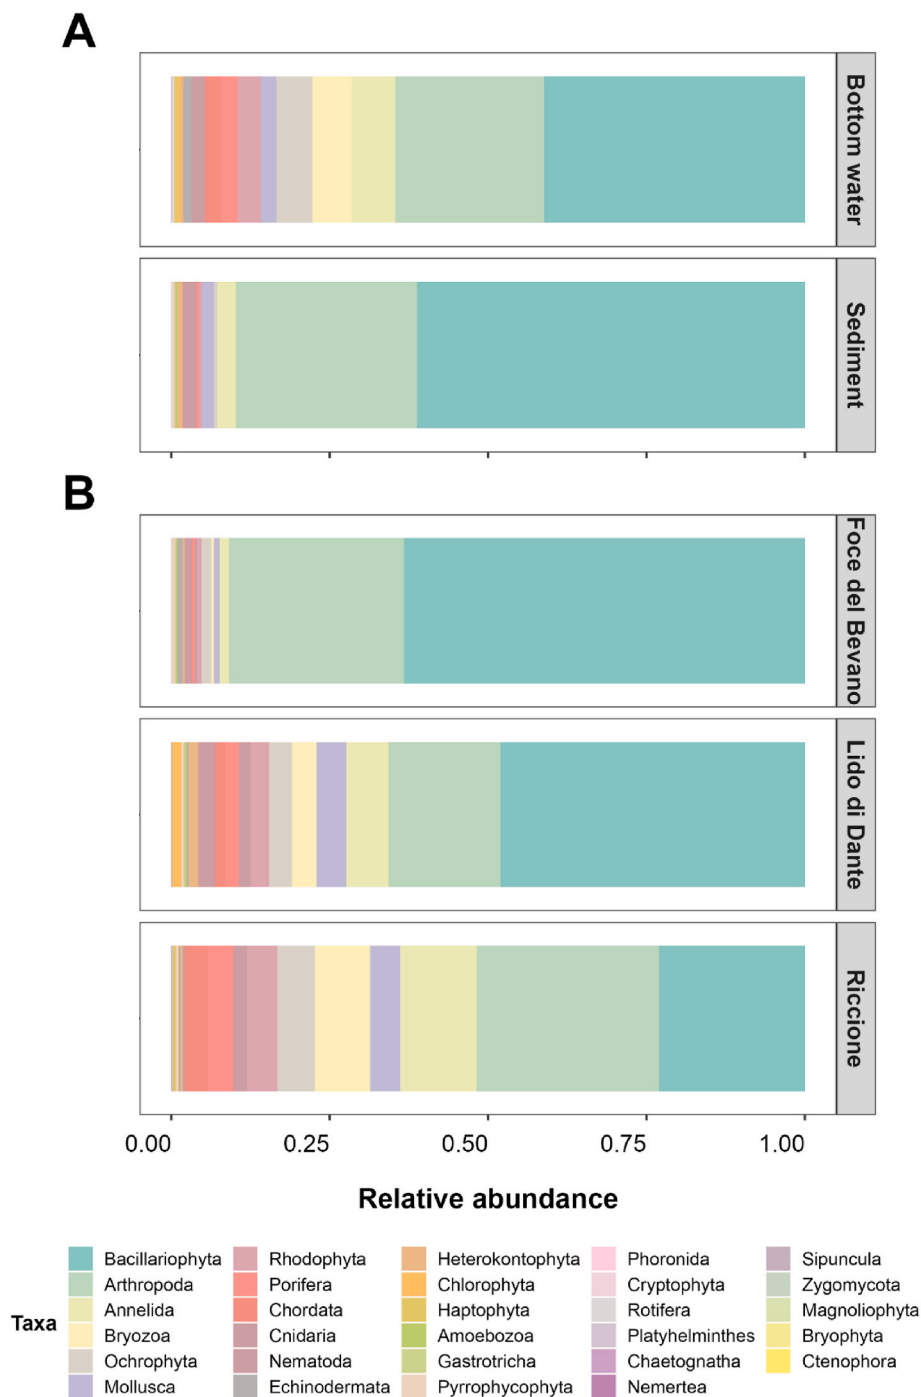 A
Bottom water
Sediment
B
Foce del Bevano
Lido di Dante
Riccione
0.00 0.25 0.50 0.75 1.00
Relative abundance
Taxa
Bacillariophyta Rhodophyta Heterokontophyta Phoronida Sipuncula
Arthropoda Porifera Chlorophyta Cryptophyta Zygomycota
Annelida Chordata Haptophyta Rotifera Magnoliophyta
Bryozoa Cnidaria Amoebozoa Platyhelminthes Bryophyta
Ochrophyta Nematoda Gastrotricha Chaetognatha Ctenophora
Mollusca Echinodermata Pyrrophycophyta Nemertea